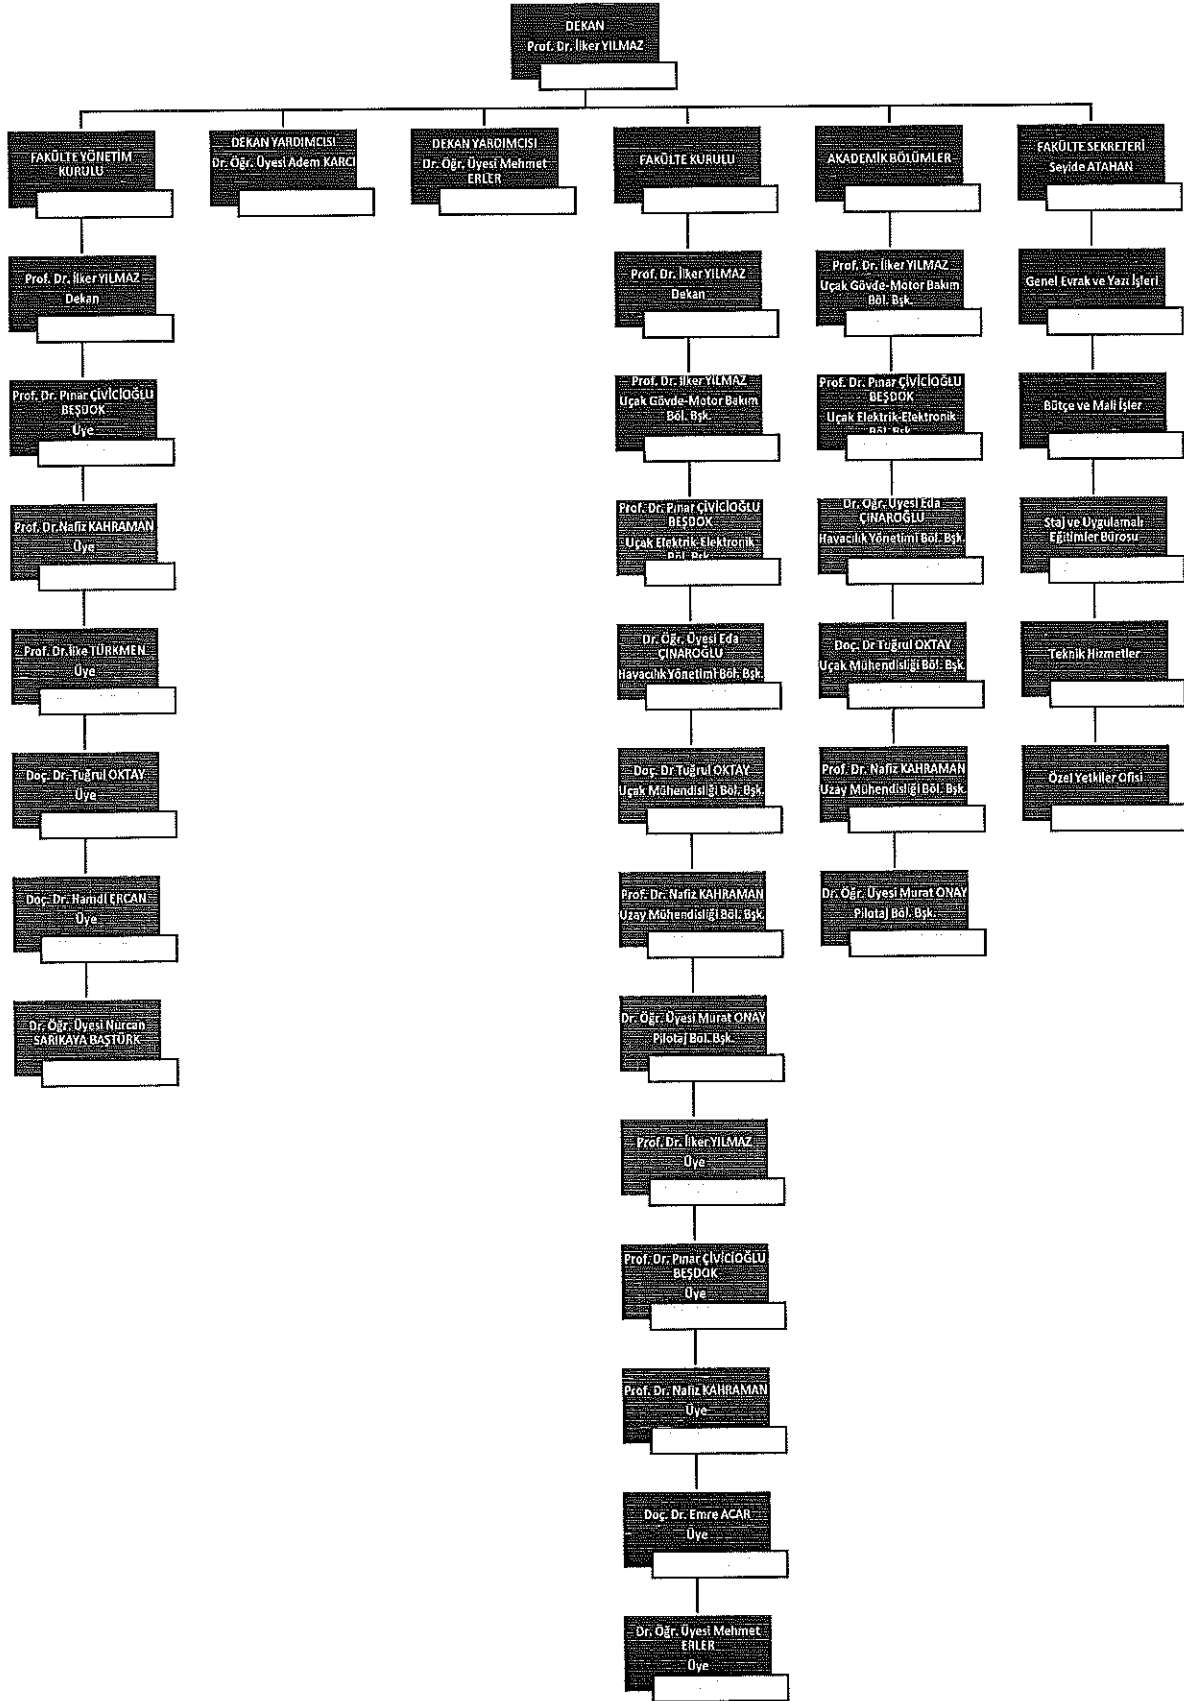 DEKAN
Prof. Dr. İlker YILMAZ
FAKÜLTE YÖNETİM
KURULU
DEKAN YARDIMCISI
Dr. Öğr. Üyesi Adem KARCI
DEKAN YARDIMCISI
Dr. Öğr. Üyesi Mehmet
ERLER
FAKÜLTE KURULU
AKADEMİK BÖLÜMLER
FAKÜLTE SEKRETERİ
Seyide ATAHAN
Prof. Dr. İlker YILMAZ
Dekan
Prof. Dr. Pınar ÇİVİCİOĞLU
BEŞDOK
Üye
Prof. Dr.Nafiz KAHRAMAN
Üye
Prof. Dr.İlke TÜRKMEN
Üye
Doç. Dr. Tuğrul OKTAY
Üye
Doç. Dr. Hamdi ERCAN
Üye
Dr. Öğr. Üyesi Nurcan
SARIKAYA BAŞTÜRK
Prof. Dr. İlker YILMAZ
Dekan
Prof. Dr. İlker YILMAZ
Uçak Gövde-Motor Bakım
Böl. Bşk.
Prof. Dr. Pınar ÇİVİCİOĞLU
BEŞDOK
Uçak Elektrik-Elektronik
Böl. Bşk.
Dr. Öğr. Üyesi Eda
ÇINAROĞLU
Havacılık Yönetimi Böl. Bşk.
Doç. Dr Tuğrul OKTAY
Uçak Mühendisliği Böl. Bşk.
Prof. Dr. Nafiz KAHRAMAN
Uzay Mühendisliği Böl. Bşk.
Dr. Öğr. Üyesi Murat ONAY
Pilotaj Böl. Bşk.
Prof. Dr. İlker YILMAZ
Üye
Prof. Dr. Pınar ÇİVİCİOĞLU
BEŞDOK
Üye
Prof. Dr. Nafiz KAHRAMAN
Üye
Doç. Dr. Emre ACAR
Üye
Dr. Öğr. Üyesi Mehmet
ERLER
Üye
Prof. Dr. İlker YILMAZ
Uçak Gövde-Motor Bakım
Böl. Bşk.
Prof. Dr. Pınar ÇİVİCİOĞLU
BEŞDOK
Uçak Elektrik-Elektronik
Böl. Bşk.
Dr. Öğr. Üyesi Eda
ÇINAROĞLU
Havacılık Yönetimi Böl. Bşk.
Doç. Dr Tuğrul OKTAY
Uçak Mühendisliği Böl. Bşk.
Prof. Dr. Nafiz KAHRAMAN
Uzay Mühendisliği Böl. Bşk.
Dr. Öğr. Üyesi Murat ONAY
Pilotaj Böl. Bşk.
Genel Evrak ve Yazı İşleri
Bütçe ve Mali İşler
Staj ve Uygulamalı
Eğitimler Bürosu
Teknik Hizmetler
Özel Yetkiler Ofisi